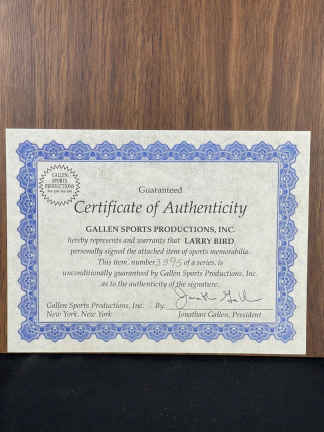 GALLEN
SPORTS
PRODUCTIONS
Guaranteed
Certificate of Authenticity
GALLEN SPORTS PRODUCTIONS, INC.
hereby represents and warrants that LARRY BIRD
personally signed the attached item of sports memorabilia.
This item, number 3895 of a series, is
unconditionally guaranteed by Gallen Sports Productions, Inc.
as to the authenticity of the signature.
Gallen Sports Productions, Inc. By:
New York, New York Jonathan Gallen, President